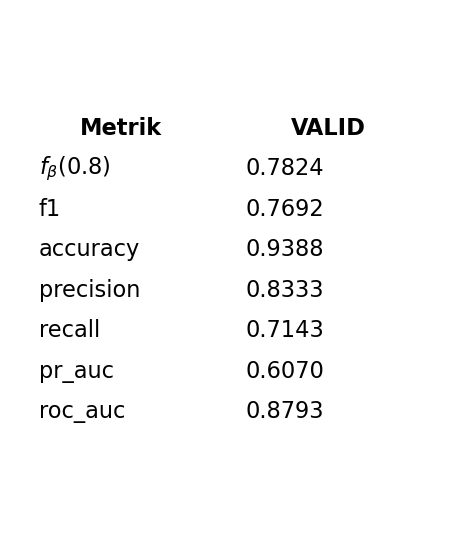 Metrik VALID
fβ(0.8) 0.7824
f1 0.7692
accuracy 0.9388
precision 0.8333
recall 0.7143
pr_auc 0.6070
roc_auc 0.8793